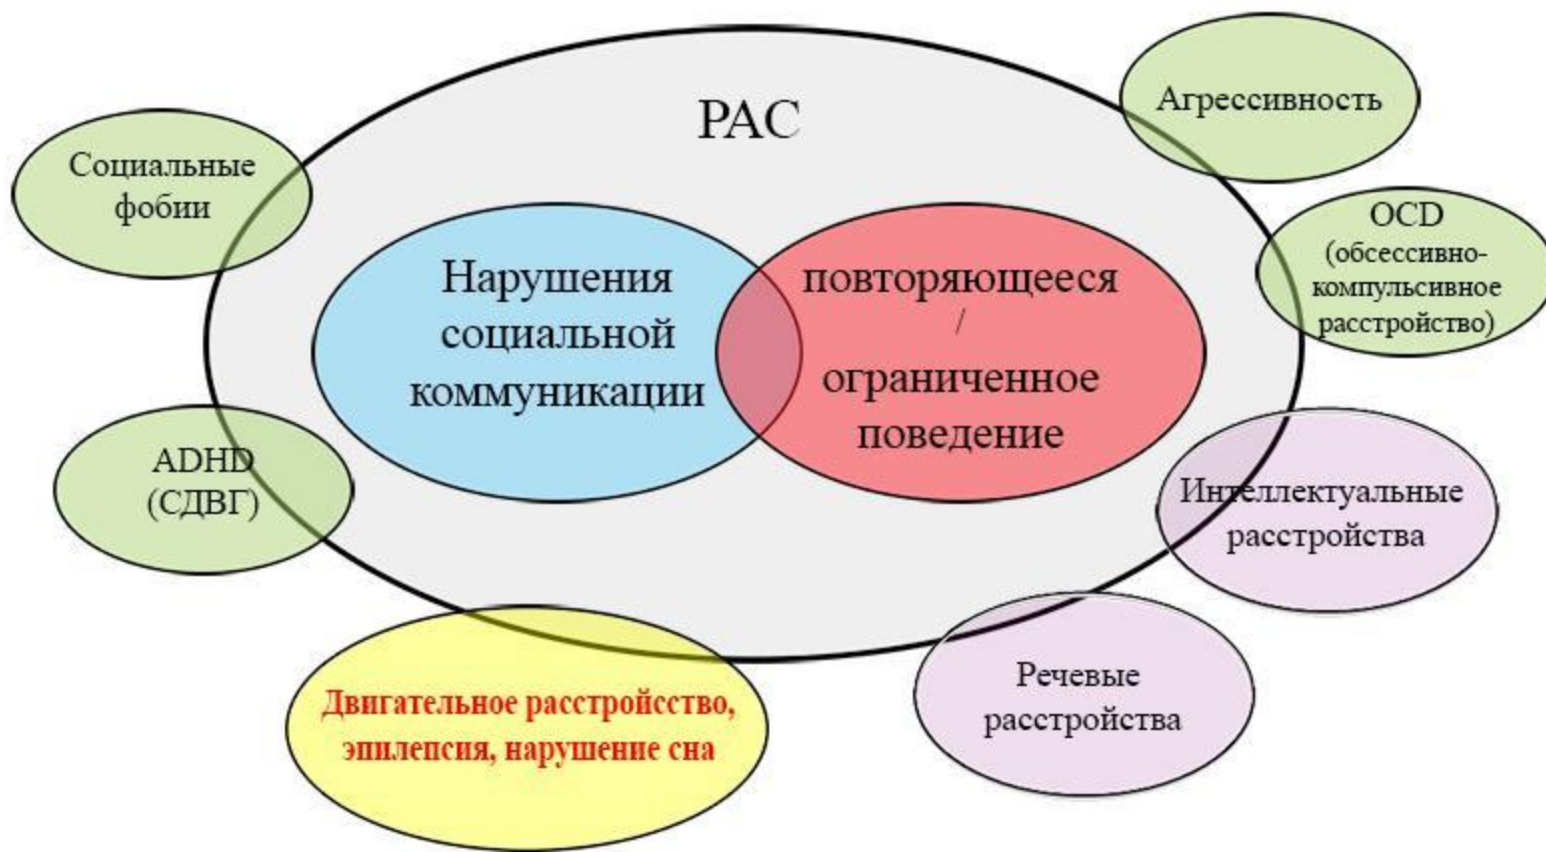 РАС
Агрессивность
Социальные
фобии
OCD
(обсессивно-
компульсивное
расстройство)
Нарушения
социальной
коммуникации
повторяющееся
/
ограниченное
поведение
ADHD
(СДВГ)
Интеллектуальные
расстройства
Двигательное расстройсство,
эпилепсия, нарушение сна
Речевые
расстройства